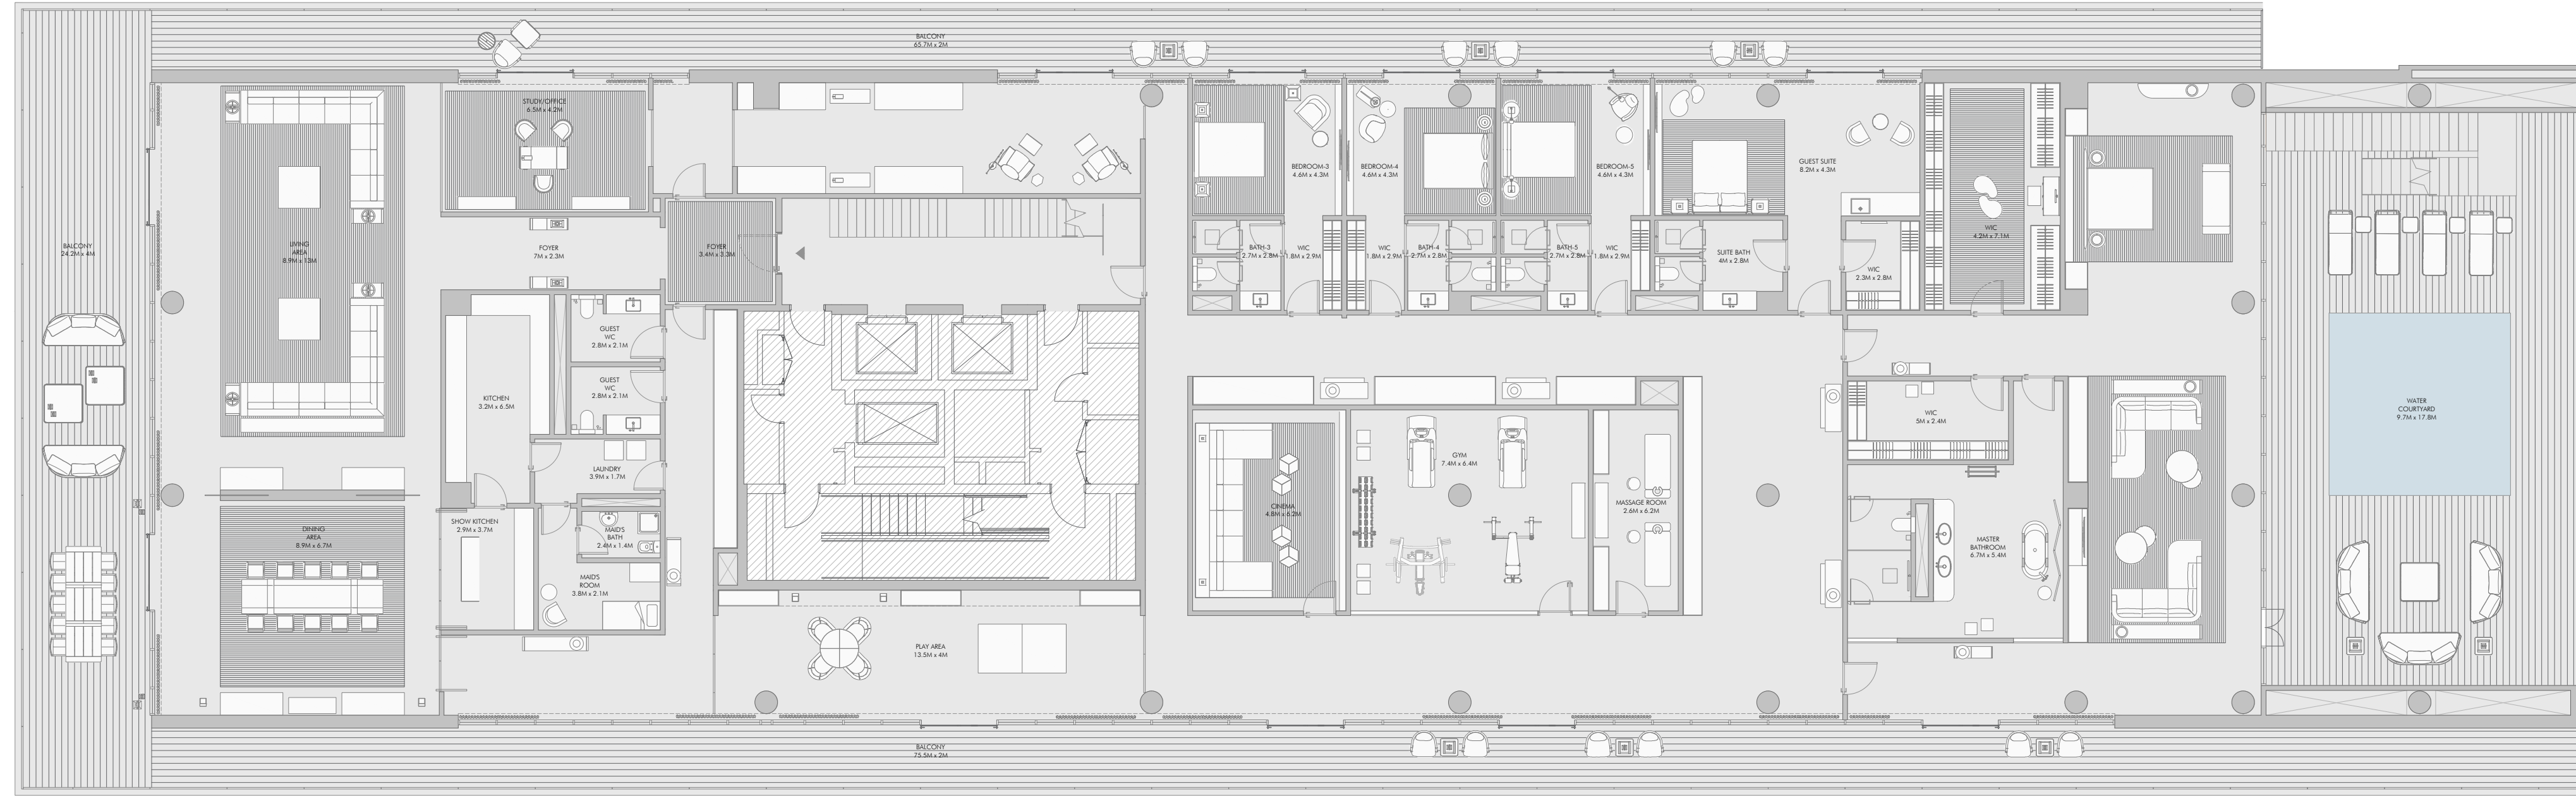 BALCONY
65.7M x 2M
STUDY/OFFICE
6.5M x 4.2M
BEDROOM-3
4.6M x 4.3M
BEDROOM-4
4.6M x 4.3M
BEDROOM-5
4.6M x 4.3M
GUEST SUITE
8.2M x 4.3M
BALCONY
24.2M x 4M
LIVING
AREA
8.9M x 13M
FOYER
7M x 2.3M
FOYER
3.4M x 3.3M
BATH-3
2.7M x 2.8M
WIC
1.8M x 2.9M
WIC
1.8M x 2.9M
BATH-4
2.7M x 2.8M
BATH-5
2.7M x 2.8M
WIC
1.8M x 2.9M
SUITE BATH
4M x 2.8M
WIC
2.3M x 2.8M
WIC
4.2M x 7.1M
GUEST
WC
2.8M x 2.1M
GUEST
WC
2.8M x 2.1M
KITCHEN
3.2M x 6.5M
WIC
5M x 2.4M
WATER
COURTYARD
9.7M x 17.8M
LAUNDRY
3.9M x 1.7M
GYM
7.4M x 6.4M
CINEMA
4.8M x 6.2M
MASSAGE ROOM
2.6M x 6.2M
SHOW KITCHEN
2.9M x 3.7M
DINING
AREA
8.9M x 6.7M
MAID'S
BATH
2.4M x 1.4M
MASTER
BATHROOM
6.7M x 5.4M
MAID'S
ROOM
3.8M x 2.1M
PLAY AREA
13.5M x 4M
BALCONY
75.5M x 2M